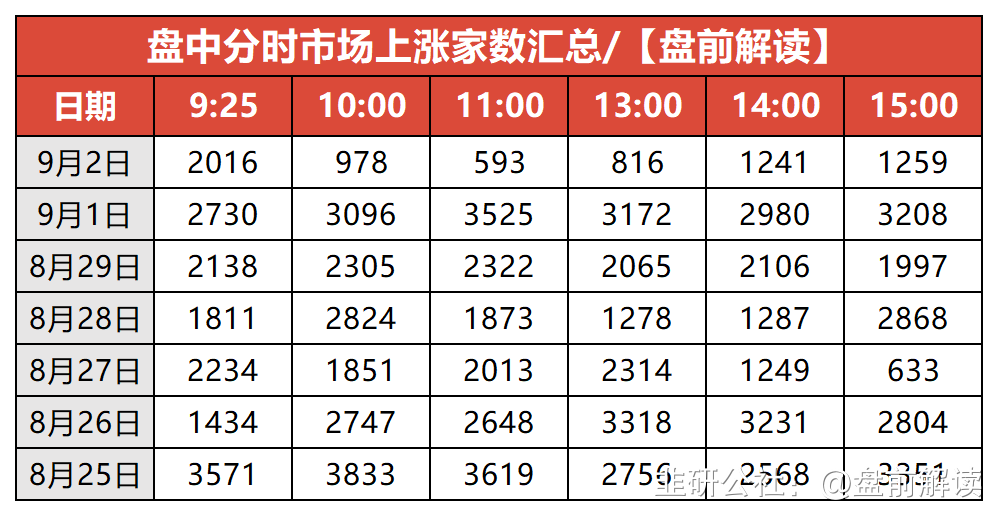 盘中分时市场上涨家数汇总/【盘前解读】
日期 9:25 10:00 11:00 13:00 14:00 15:00
9月2日 2016 978 593 816 1241 1259
9月1日 2730 3096 3525 3172 2980 3208
8月29日 2138 2305 2322 2065 2106 1997
8月28日 1811 2824 1873 1278 1287 2868
8月27日 2234 1851 2013 2314 1249 633
8月26日 1434 2747 2648 3318 3231 2804
8月25日 3571 3833 3619 2756 2568 3351
韭研公社：@盘前解读